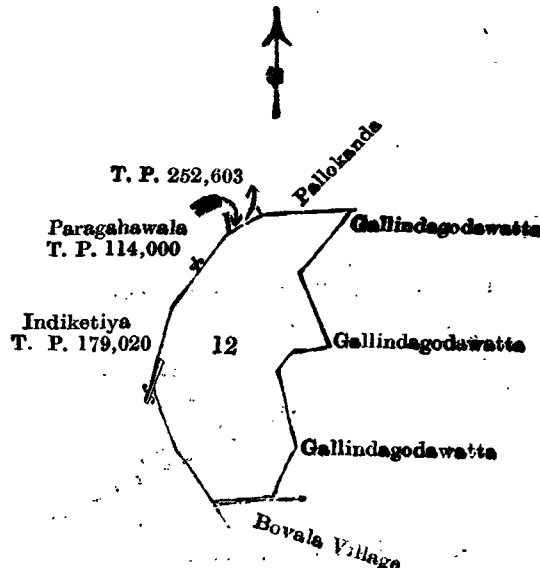 Pallokanda
T. P. 252,603
Paragahawala
T. P. 114,000
Gallindagodawatta
Indiketiya
T. P. 179,020
12
Gallindagodawatta
Gallindagodawatta
Bovala Village